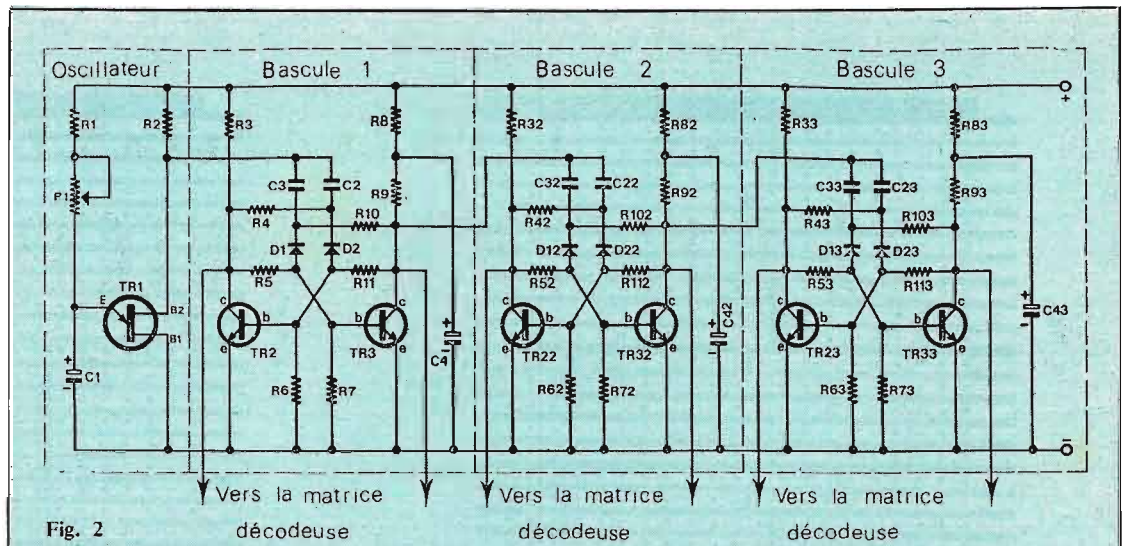 Oscillateur
Bascule 1
Bascule 2
Bascule 3
+
R1
R2
R3
R8
R32
R82
R33
R83
P1
C3
C2
R9
C32
C22
R92
C33
C23
R93
R4
R10
R42
R102
R43
R103
D1
D2
D12
D22
D13
D23
R5
R11
R52
R112
R53
R113
TR1
E
B2
B1
c
b
e
TR2
c
b
e
TR3
+
C4
-
c
b
e
TR22
c
b
e
TR32
+
C42
-
c
b
e
TR23
c
b
e
TR33
+
C43
-
+
C1
-
R6
R7
R62
R72
R63
R73
-
Vers la matrice
décodeuse
Vers la matrice
décodeuse
Vers la matrice
décodeuse
Fig. 2